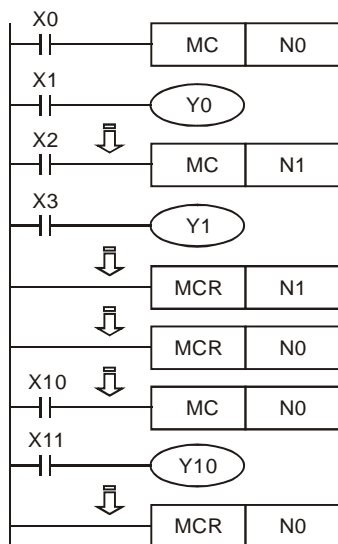 X0
MC N0
X1
Y0
X2
MC N1
X3
Y1
MCR N1
MCR N0
X10
MC N0
X11
Y10
MCR N0